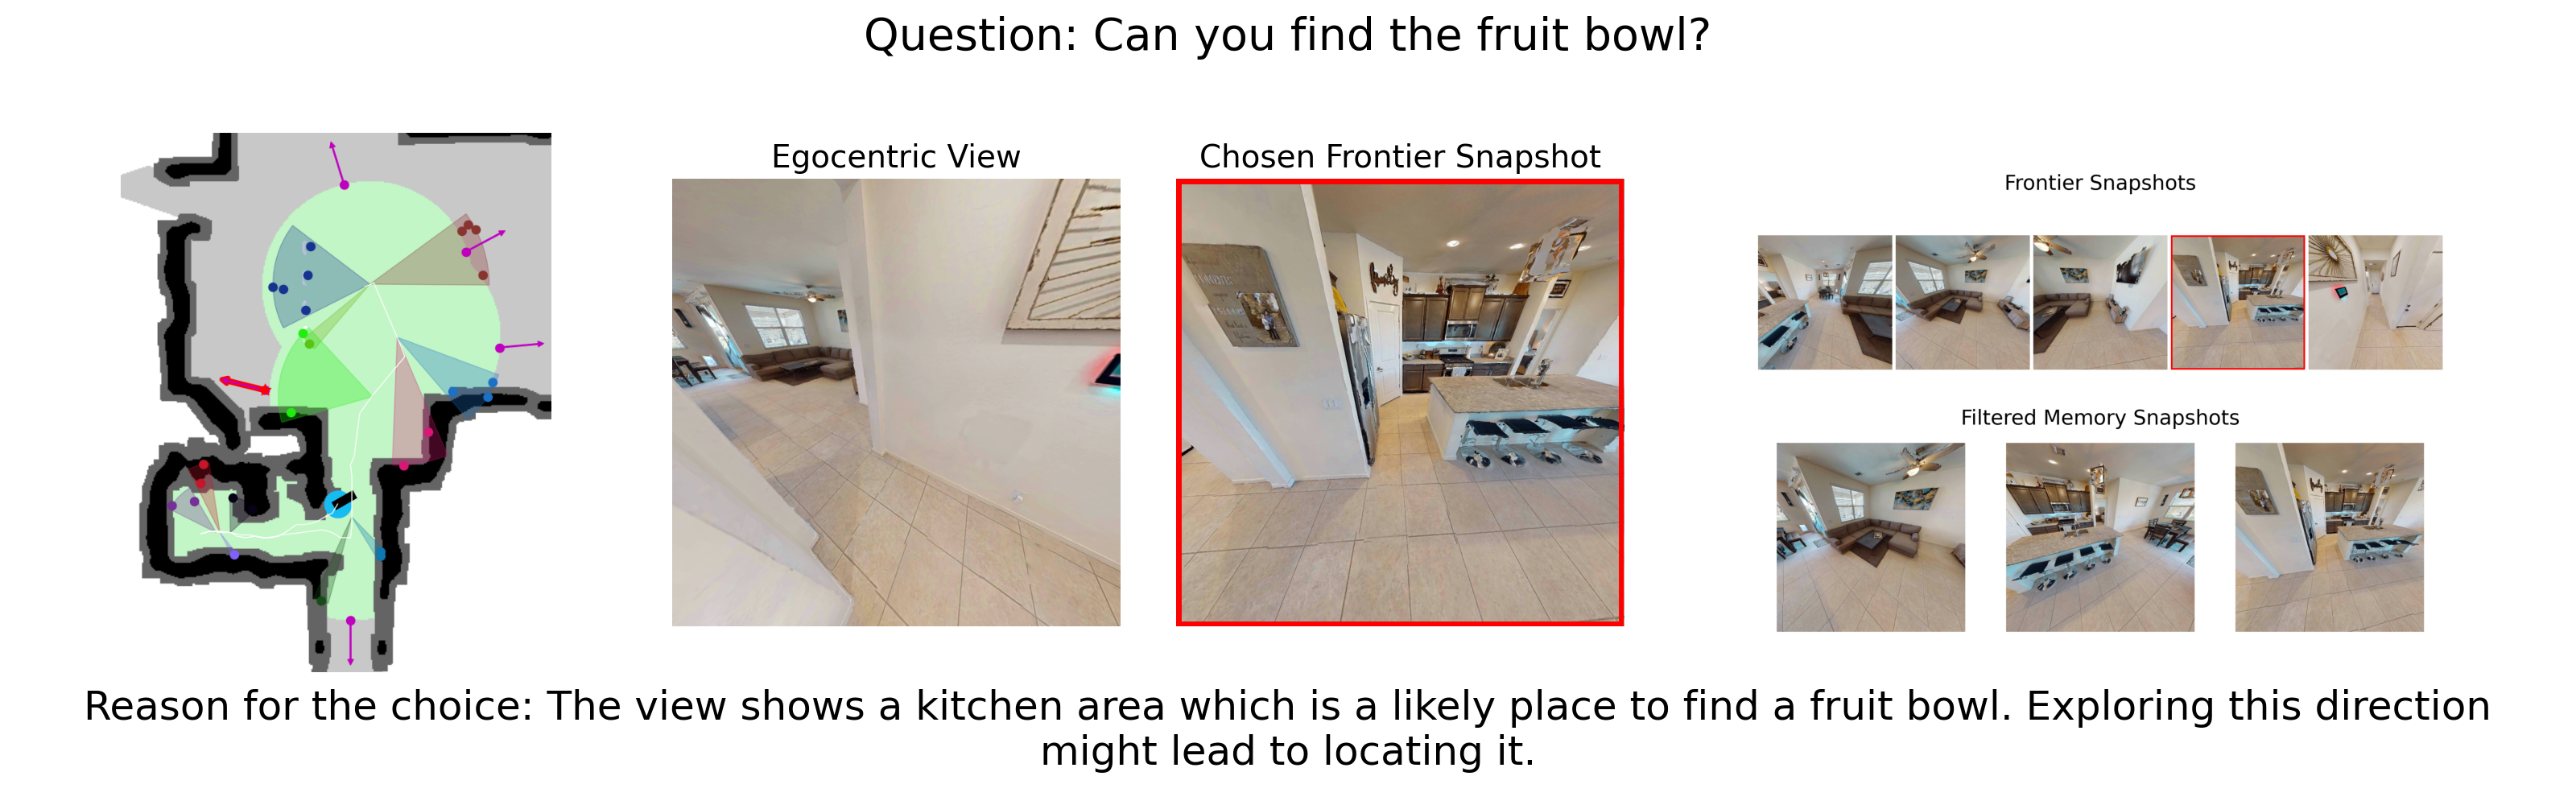 Question: Can you find the fruit bowl?
Egocentric View
Chosen Frontier Snapshot
Frontier Snapshots
Filtered Memory Snapshots
Reason for the choice: The view shows a kitchen area which is a likely place to find a fruit bowl. Exploring this direction
might lead to locating it.